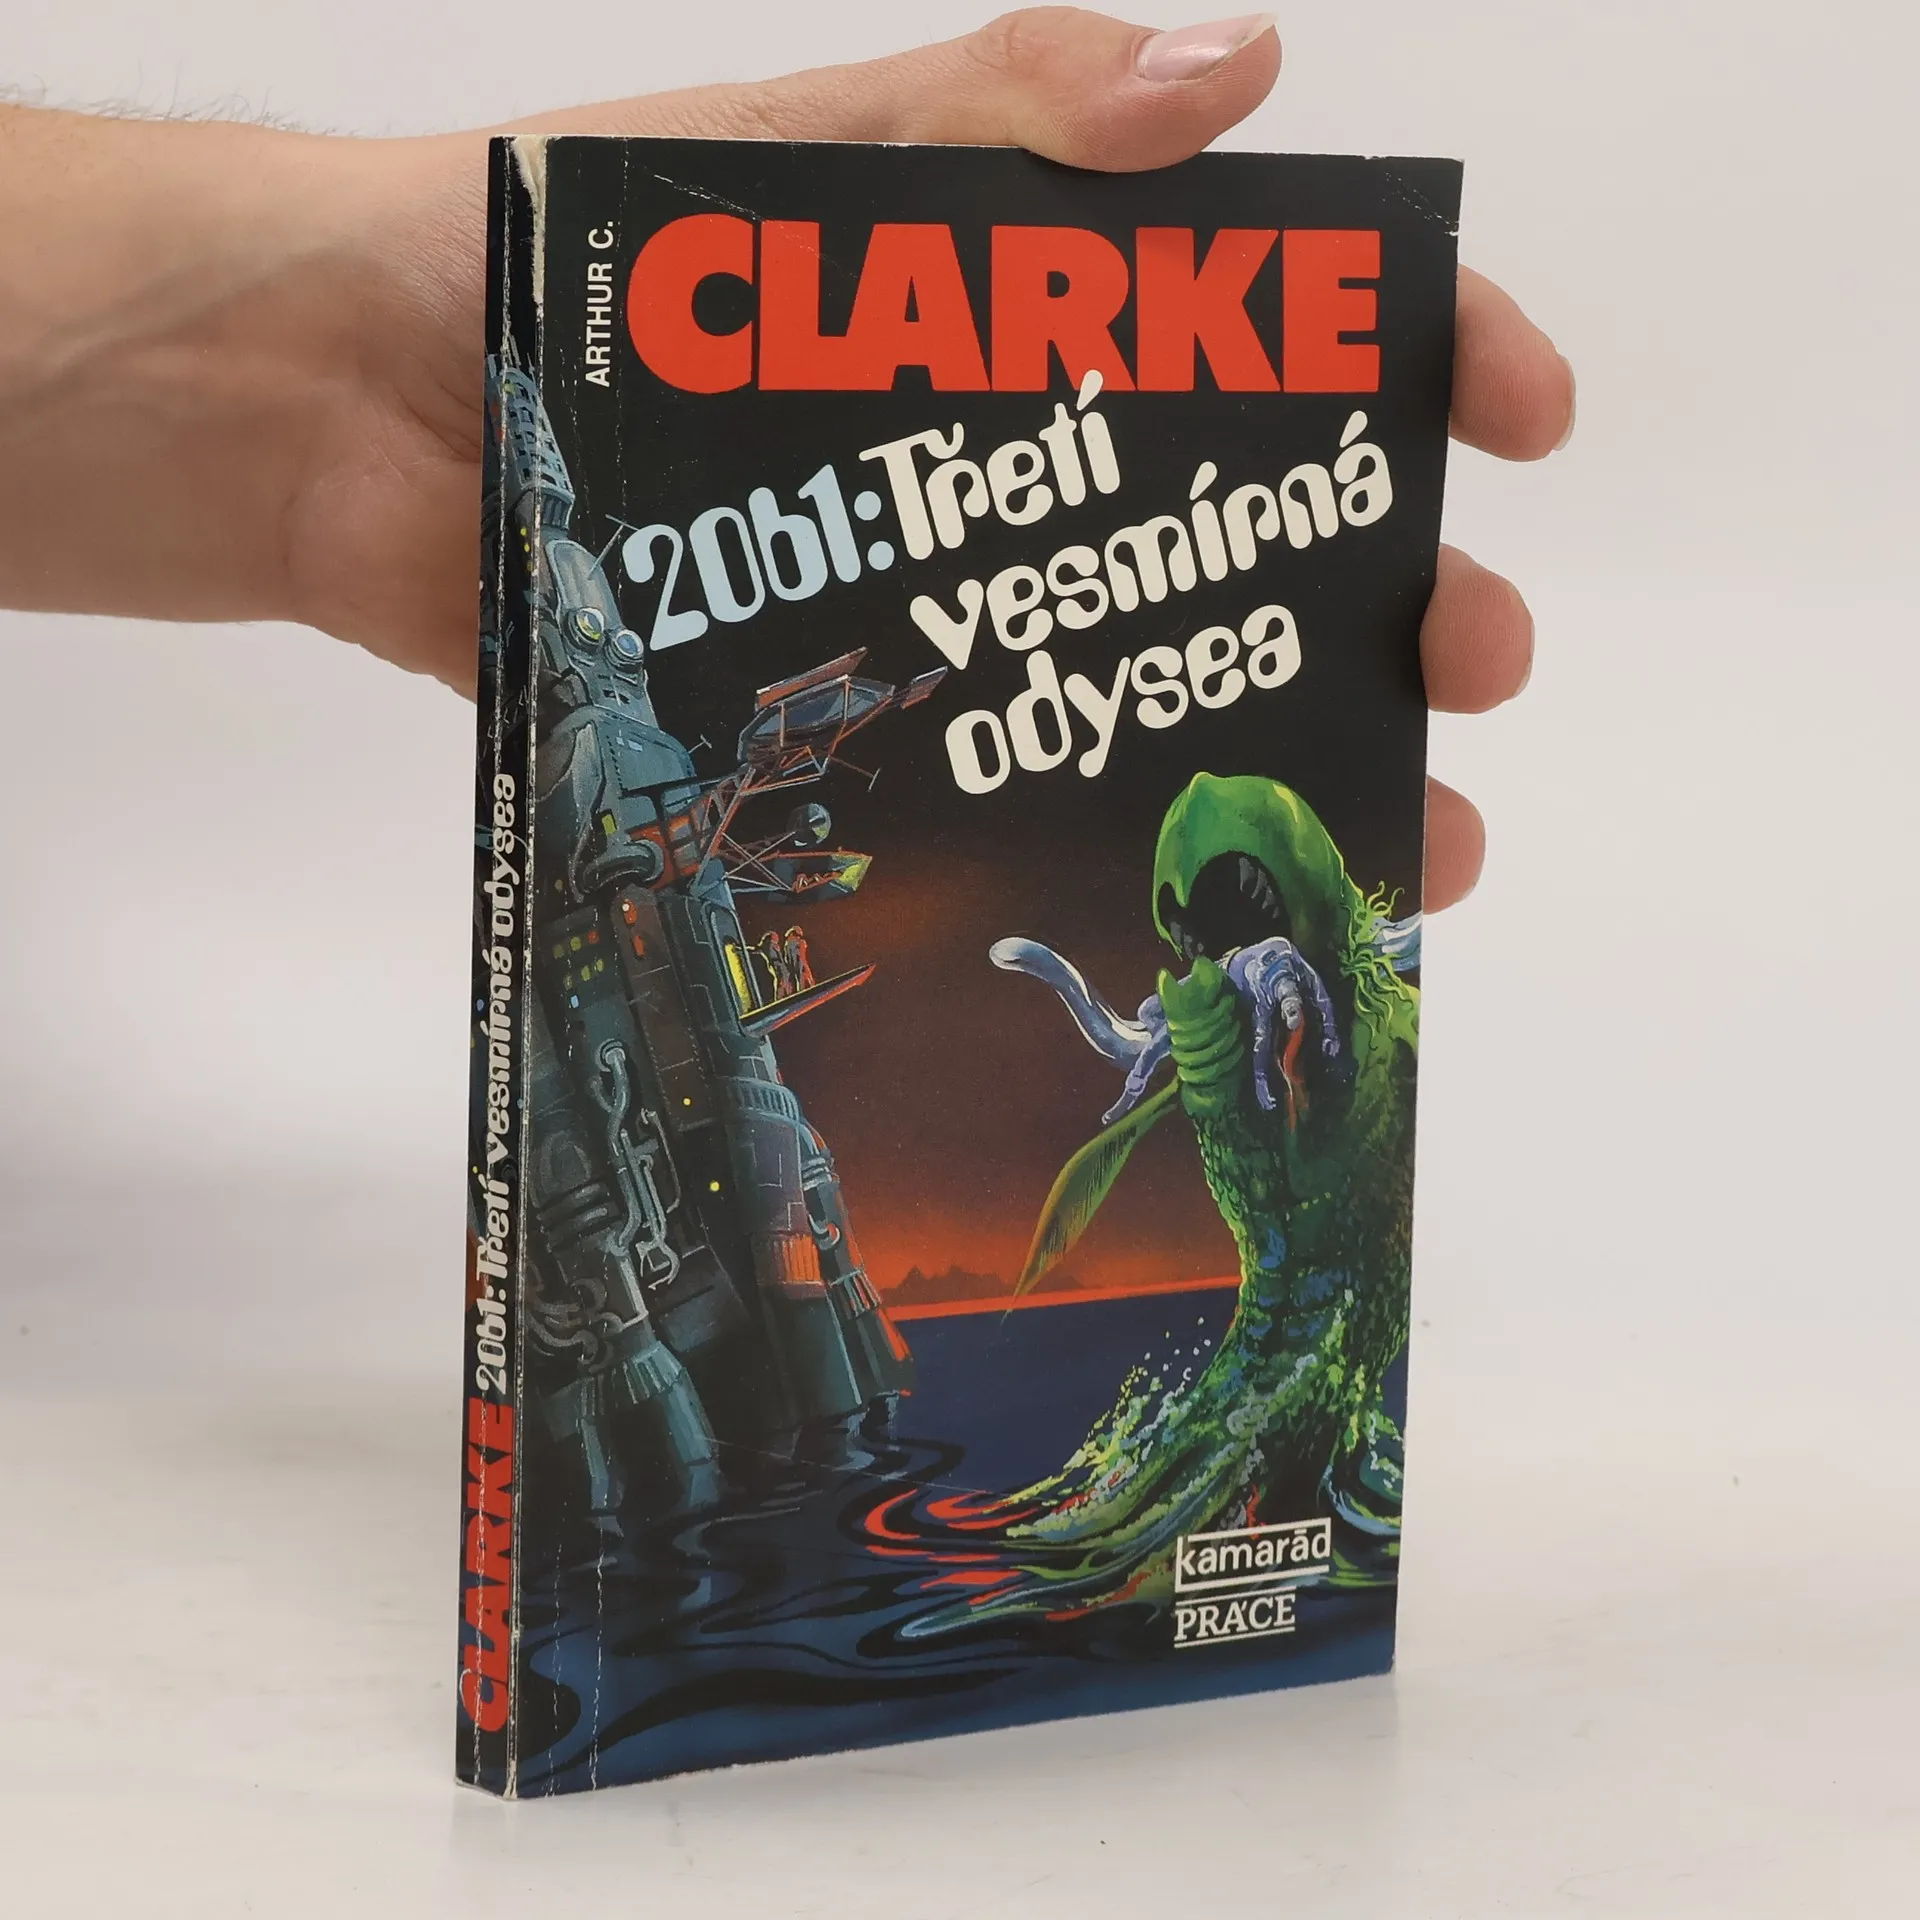 ARTHUR C.
CLARKE
2061: Třetí
vesmírná
odysea
kamarád
PRÁCE
CLARKE 2061: Třetí vesmírná odysea